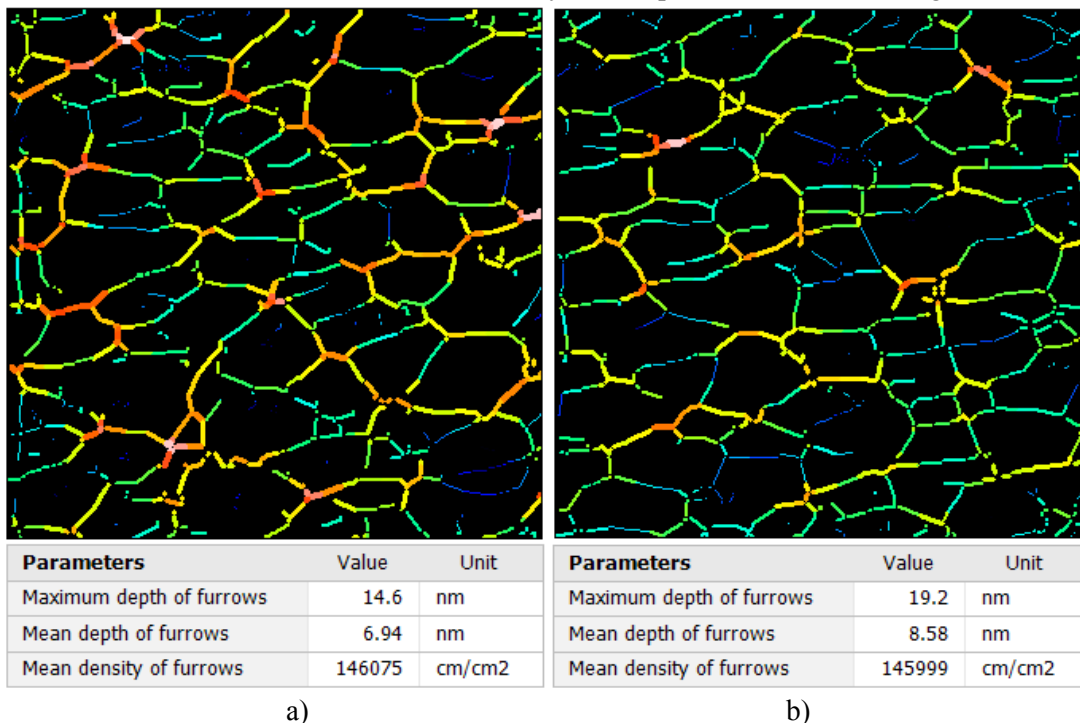 Parameters Value Unit
Maximum depth of furrows 14.6 nm
Mean depth of furrows 6.94 nm
Mean density of furrows 146075 cm/cm2
a)
Parameters Value Unit
Maximum depth of furrows 19.2 nm
Mean depth of furrows 8.58 nm
Mean density of furrows 145999 cm/cm2
b)